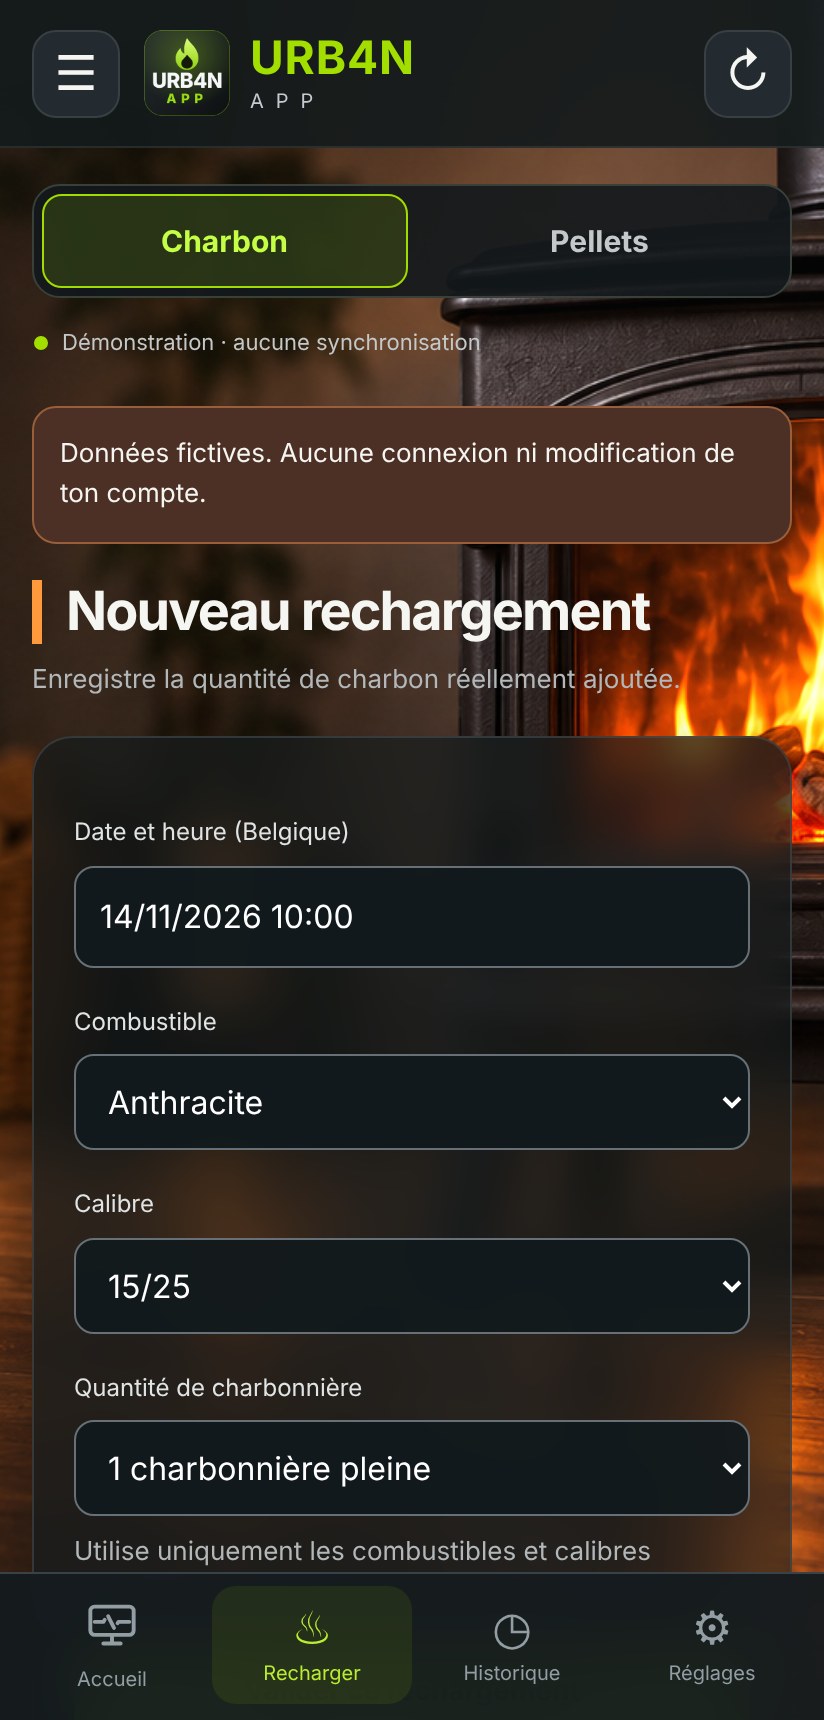 URB4N
APP
URB4N
APP
Charbon
Pellets
Démonstration · aucune synchronisation
Données fictives. Aucune connexion ni modification de
ton compte.
Nouveau rechargement
Enregistre la quantité de charbon réellement ajoutée.
Date et heure (Belgique)
14/11/2026 10:00
Combustible
Anthracite
Calibre
15/25
Quantité de charbonnière
1 charbonnière pleine
Utilise uniquement les combustibles et calibres
Accueil
Recharger
Historique
Réglages